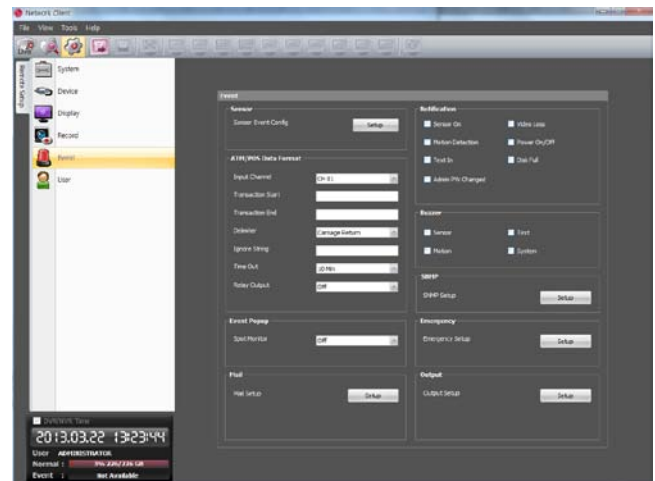 Network Client
File View Tools Help
Remote Setup
System
Device
Display
Record
Event
User
Event
Sensor
Sensor Event Config
Setup
ATM/POS Data Format
Input Channel
CH 01
Transaction Start
Transaction End
Delimiter
Carriage Return
Ignore String
Time Out
10 Min
Relay Output
Off
Event Popup
Spot Monitor
Off
Mail
Mail Setup
Setup
Notification
Sensor On
Video Loss
Motion Detection
Power On/Off
Text In
Disk Full
Admin PW Changed
Buzzer
Sensor
Text
Motion
System
SNMP
SNMP Setup
Setup
Emergency
Emergency Setup
Setup
Output
Output Setup
Setup
2013.03.22 13:23:44
User ADMINISTRATOR
Normal :
Event : Not Available